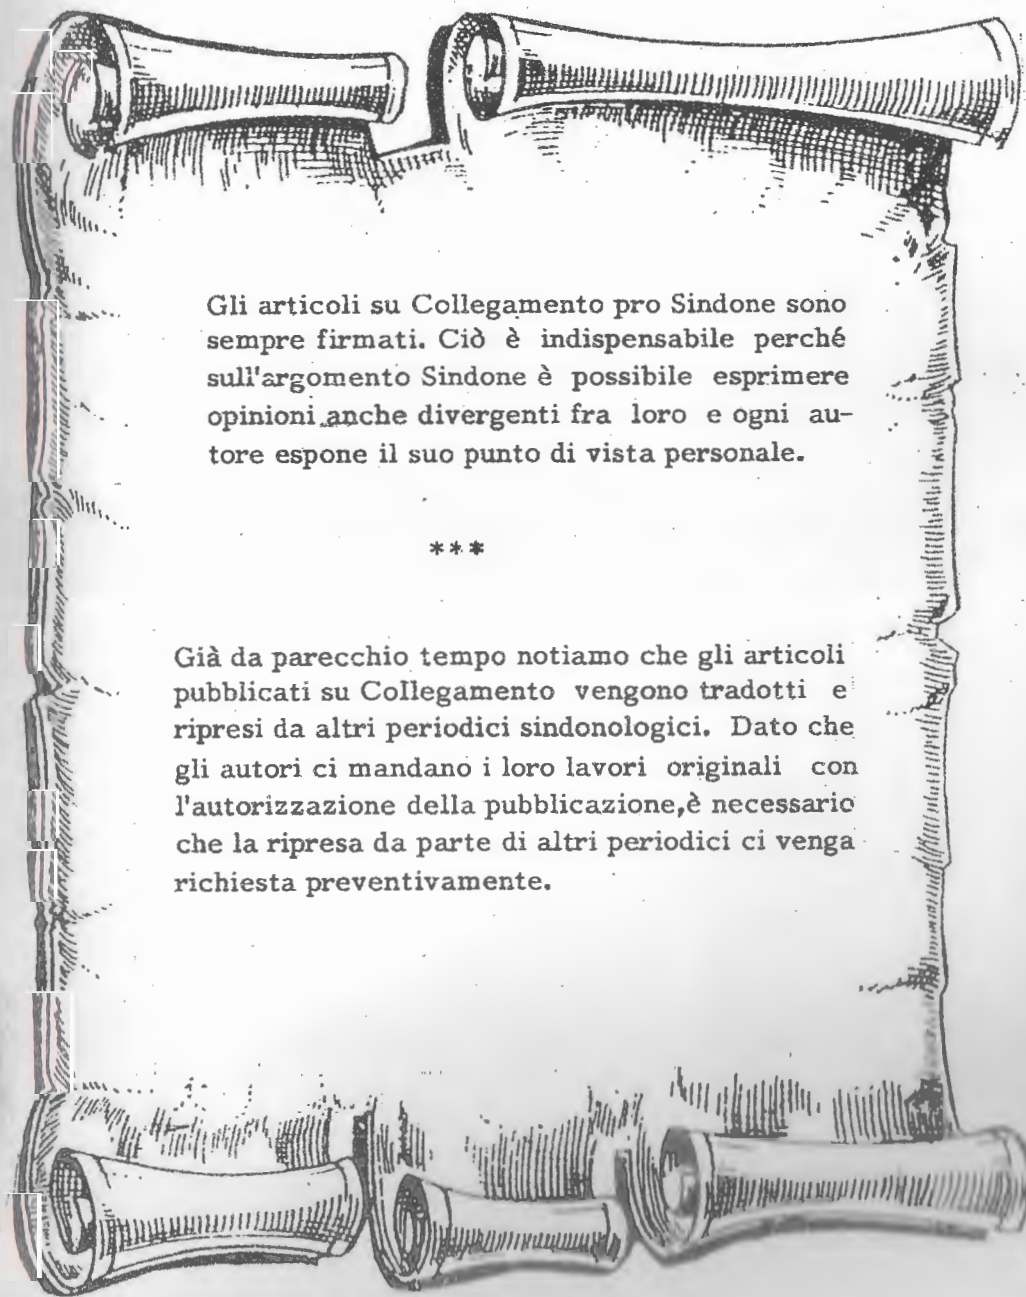 Gli articoli su Collegamento pro Sindone sono
sempre firmati. Ciò è indispensabile perché
sull'argomento Sindone è possibile esprimere
opinioni anche divergenti fra loro e ogni au-
tore espone il suo punto di vista personale.
***
Già da parecchio tempo notiamo che gli articoli
pubblicati su Collegamento vengono tradotti e
ripresi da altri periodici sindonologici. Dato che
gli autori ci mandano i loro lavori originali con
l'autorizzazione della pubblicazione,è necessario
che la ripresa da parte di altri periodici ci venga
richiesta preventivamente.